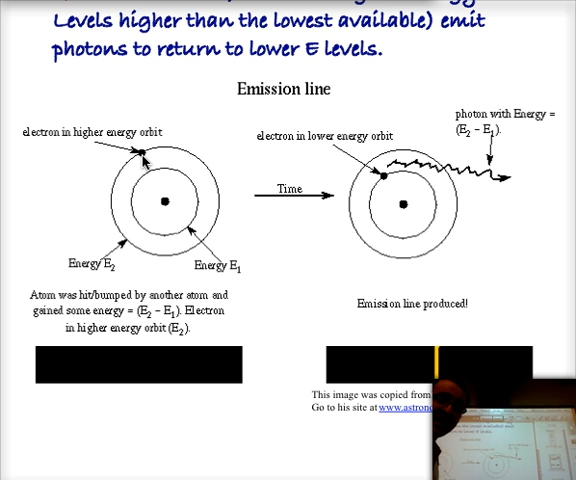 Levels higher than the lowest available) emit
photons to return to lower E levels.
Emission line
photon with Energy =
(E2 – E1).
electron in higher energy orbit
electron in lower energy orbit
Time
Energy E2
Energy E1
Atom was hit/bumped by another atom and
gained some energy = (E2 – E1). Electron
in higher energy orbit (E2).
Emission line produced!
This image was copied from
Go to his site at